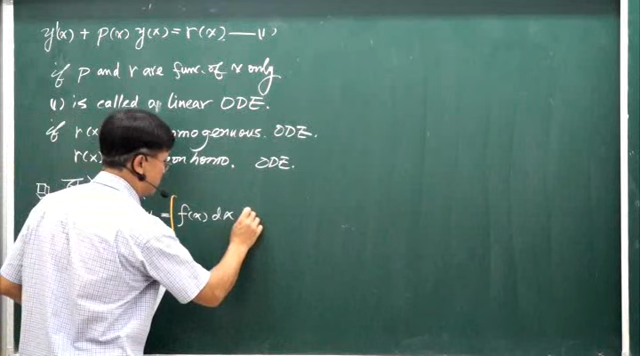 y'(x) + p(x) y(x) = r(x) — (1)
if p and r are func. of x only
(1) is called a linear ODE.
if r(x) homogenuous. ODE.
r(x) non homo. ODE.
= ∫ f(x) dx